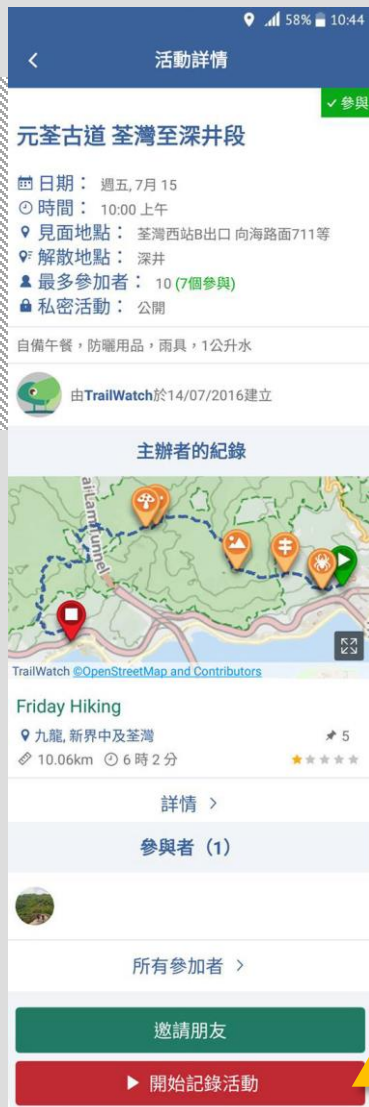 58% 10:44
活動詳情
✓參與
元荃古道 荃灣至深井段
日期： 週五, 7月 15
時間： 10:00 上午
見面地點： 荃灣西站B出口 向海路面711等
解散地點： 深井
最多參加者： 10 (7個參與)
私密活動： 公開
自備午餐，防曬用品，雨具，1公升水
由TrailWatch於14/07/2016建立
主辦者的紀錄
ai Lam Tunnel
TrailWatch ©OpenStreetMap and Contributors
Friday Hiking
九龍, 新界中及荃灣 5
10.06km 6 時 2 分
詳情 >
參與者（1）
所有參加者 >
邀請朋友
開始記錄活動